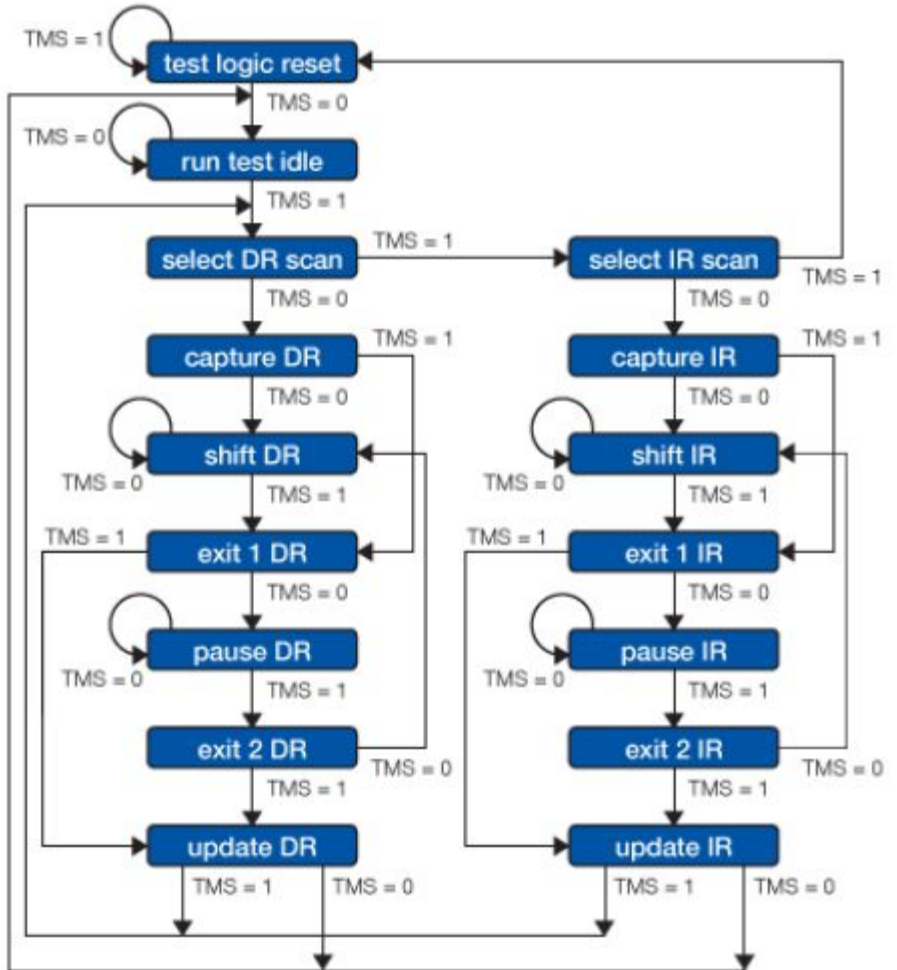 TMS = 1
test logic reset
TMS = 0
TMS = 0
run test idle
TMS = 1
select DR scan
TMS = 1
select IR scan
TMS = 1
TMS = 0
TMS = 0
capture DR
TMS = 1
capture IR
TMS = 1
TMS = 0
TMS = 0
shift DR
shift IR
TMS = 0
TMS = 1
TMS = 0
TMS = 1
TMS = 1
exit 1 DR
TMS = 1
exit 1 IR
TMS = 0
TMS = 0
pause DR
pause IR
TMS = 0
TMS = 1
TMS = 0
TMS = 1
exit 2 DR
TMS = 0
exit 2 IR
TMS = 0
TMS = 1
TMS = 1
update DR
update IR
TMS = 1
TMS = 0
TMS = 1
TMS = 0